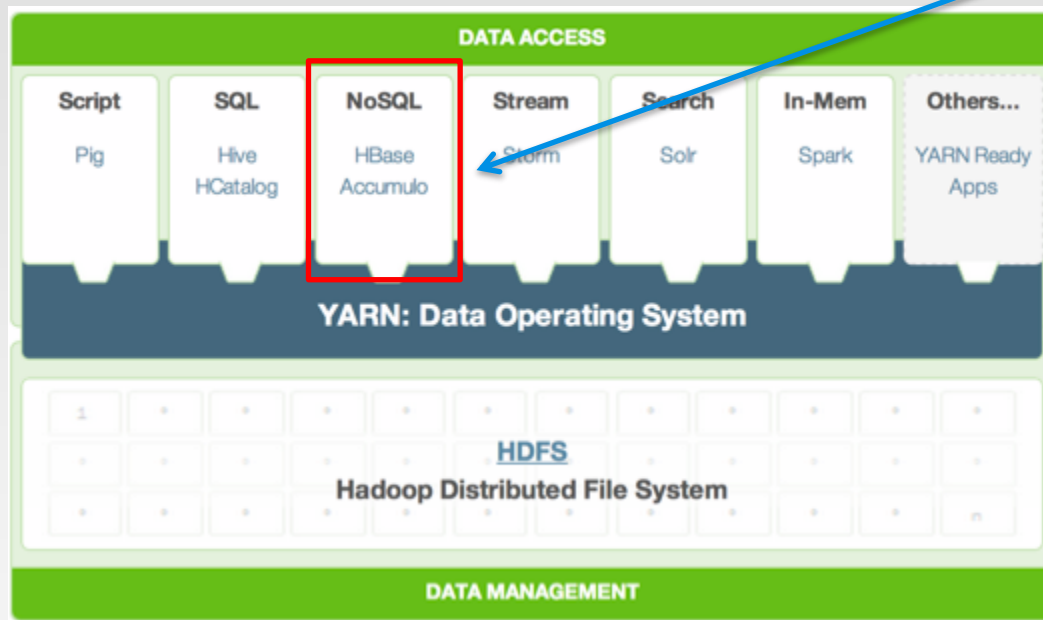 DATA ACCESS
Script
Pig
SQL
Hive
HCatalog
NoSQL
HBase
Accumulo
Stream
Storm
Search
Solr
In-Mem
Spark
Others...
YARN Ready
Apps
YARN: Data Operating System
1
HDFS
Hadoop Distributed File System
n
DATA MANAGEMENT